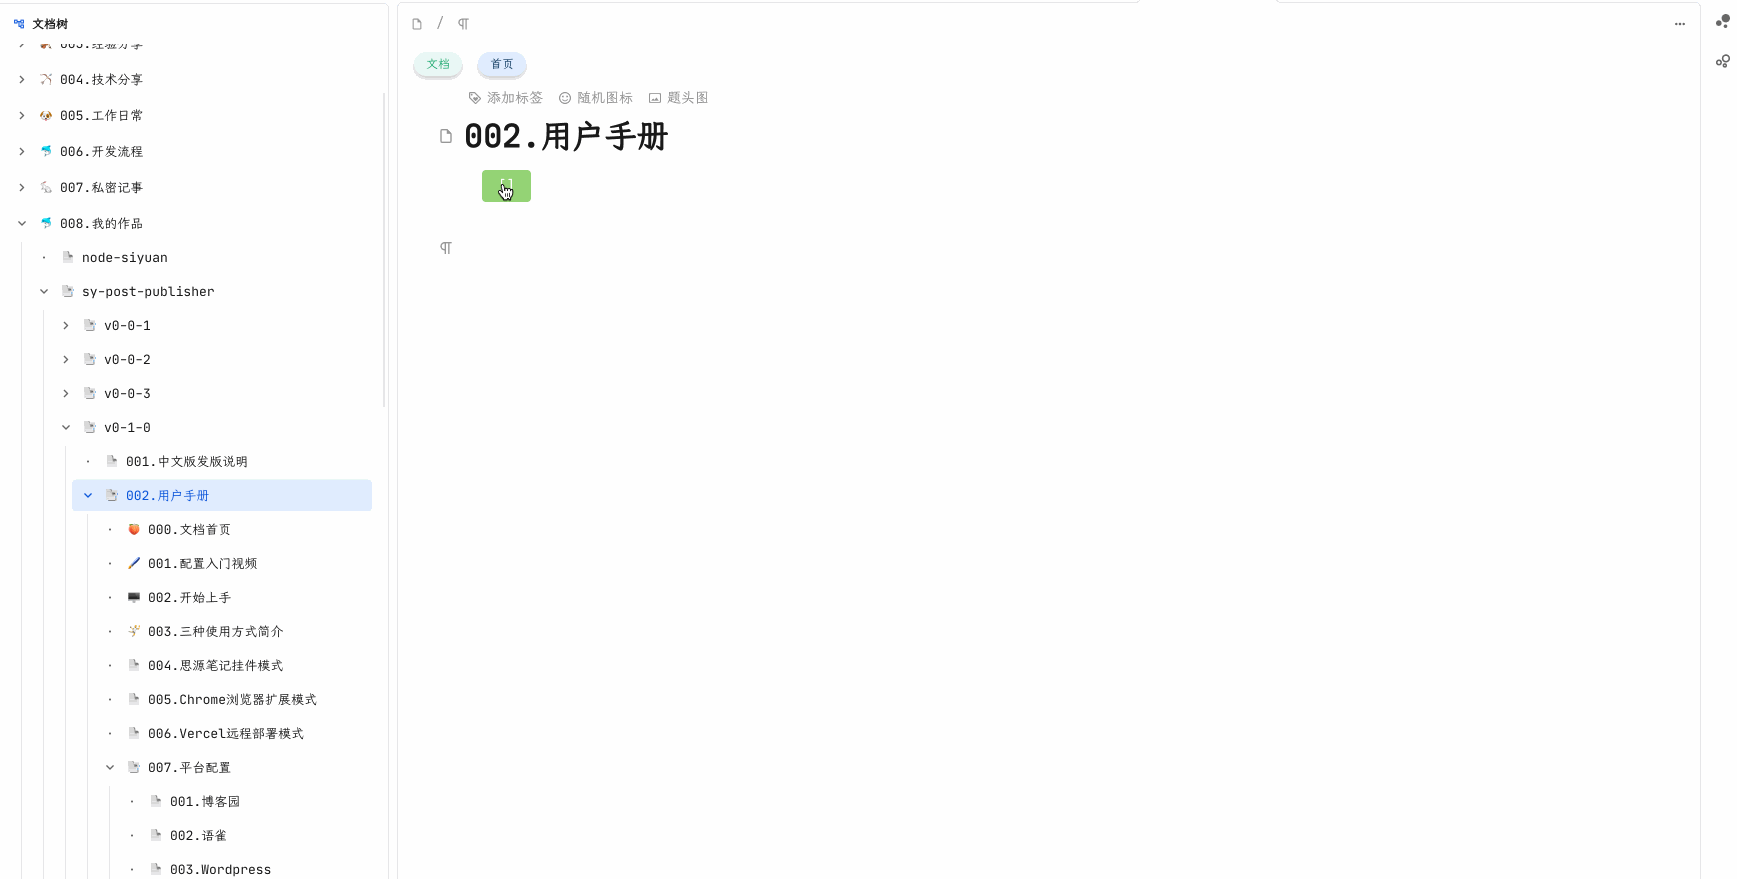 文档树
003.经验分享
004.技术分享
005.工作日常
006.开发流程
007.私密记事
008.我的作品
node-siyuan
sy-post-publisher
v0-0-1
v0-0-2
v0-0-3
v0-1-0
001.中文版发版说明
002.用户手册
000.文档首页
001.配置入门视频
002.开始上手
003.三种使用方式简介
004.思源笔记挂件模式
005.Chrome浏览器扩展模式
006.Vercel远程部署模式
007.平台配置
001.博客园
002.语雀
003.Wordpress
/
文档 首页
添加标签 随机图标 题头图
002.用户手册